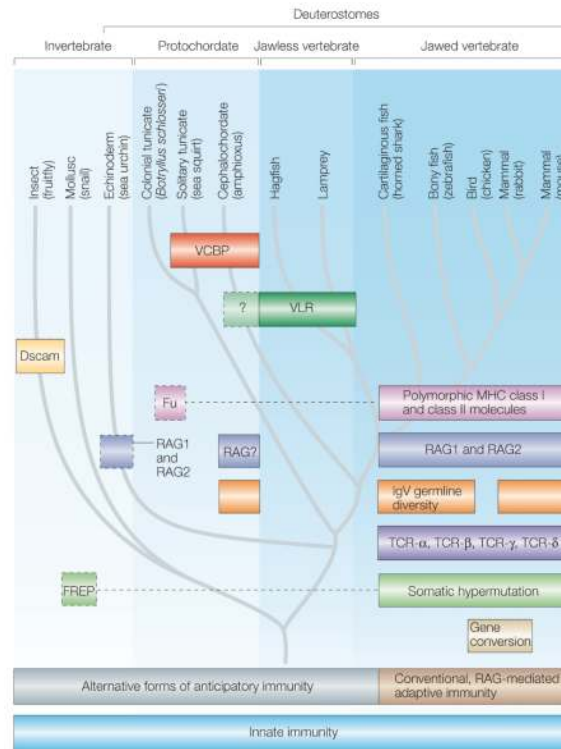 Deuterostomes
Invertebrate
Protochordate
Jawless vertebrate
Jawed vertebrate
Insect
(fruitfly)
Mollusc
(snail)
Echinoderm
(sea urchin)
Colonial tunicate
(Botryllus schlosseri)
Solitary tunicate
(sea squirt)
Cephalochordate
(amphioxus)
Hagfish
Lamprey
Cartilaginous fish
(horned shark)
Bony fish
(zebrafish)
Bird
(chicken)
Mammal
(rabbit)
Mammal
(mouse)
VCBP
?
VLR
Dscam
Fu
Polymorphic MHC class I
and class II molecules
RAG1
and
RAG2
RAG?
RAG1 and RAG2
IgV germline
diversity
TCR-α, TCR-β, TCR-γ, TCR-δ
FREP
Somatic hypermutation
Gene
conversion
Alternative forms of anticipatory immunity
Conventional, RAG-mediated
adaptive immunity
Innate immunity